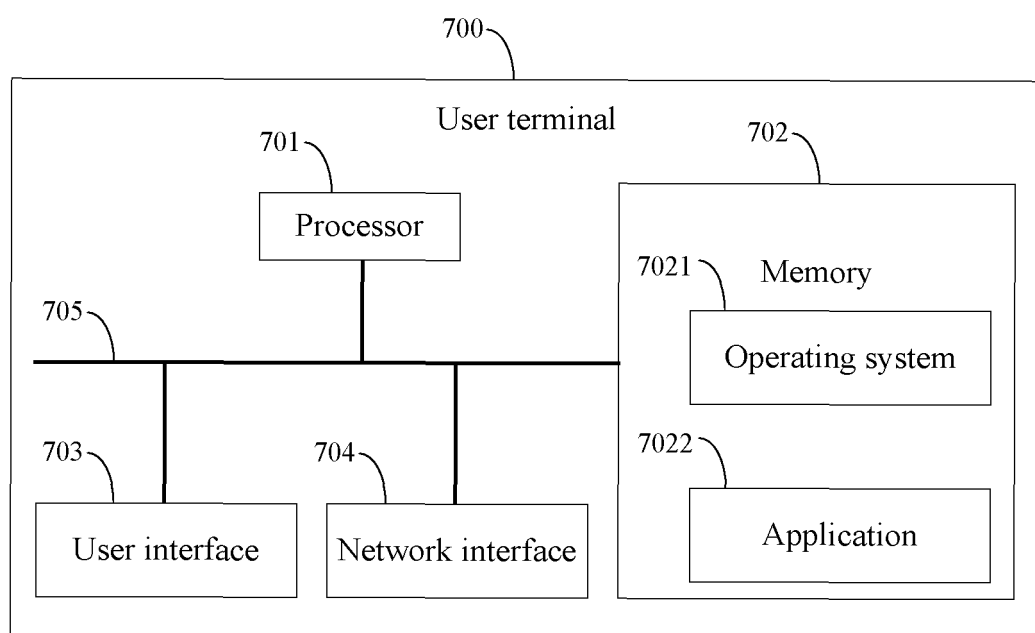 700
User terminal
701
702
Processor
7021
Memory
705
Operating system
703
704
7022
User interface
Network interface
Application